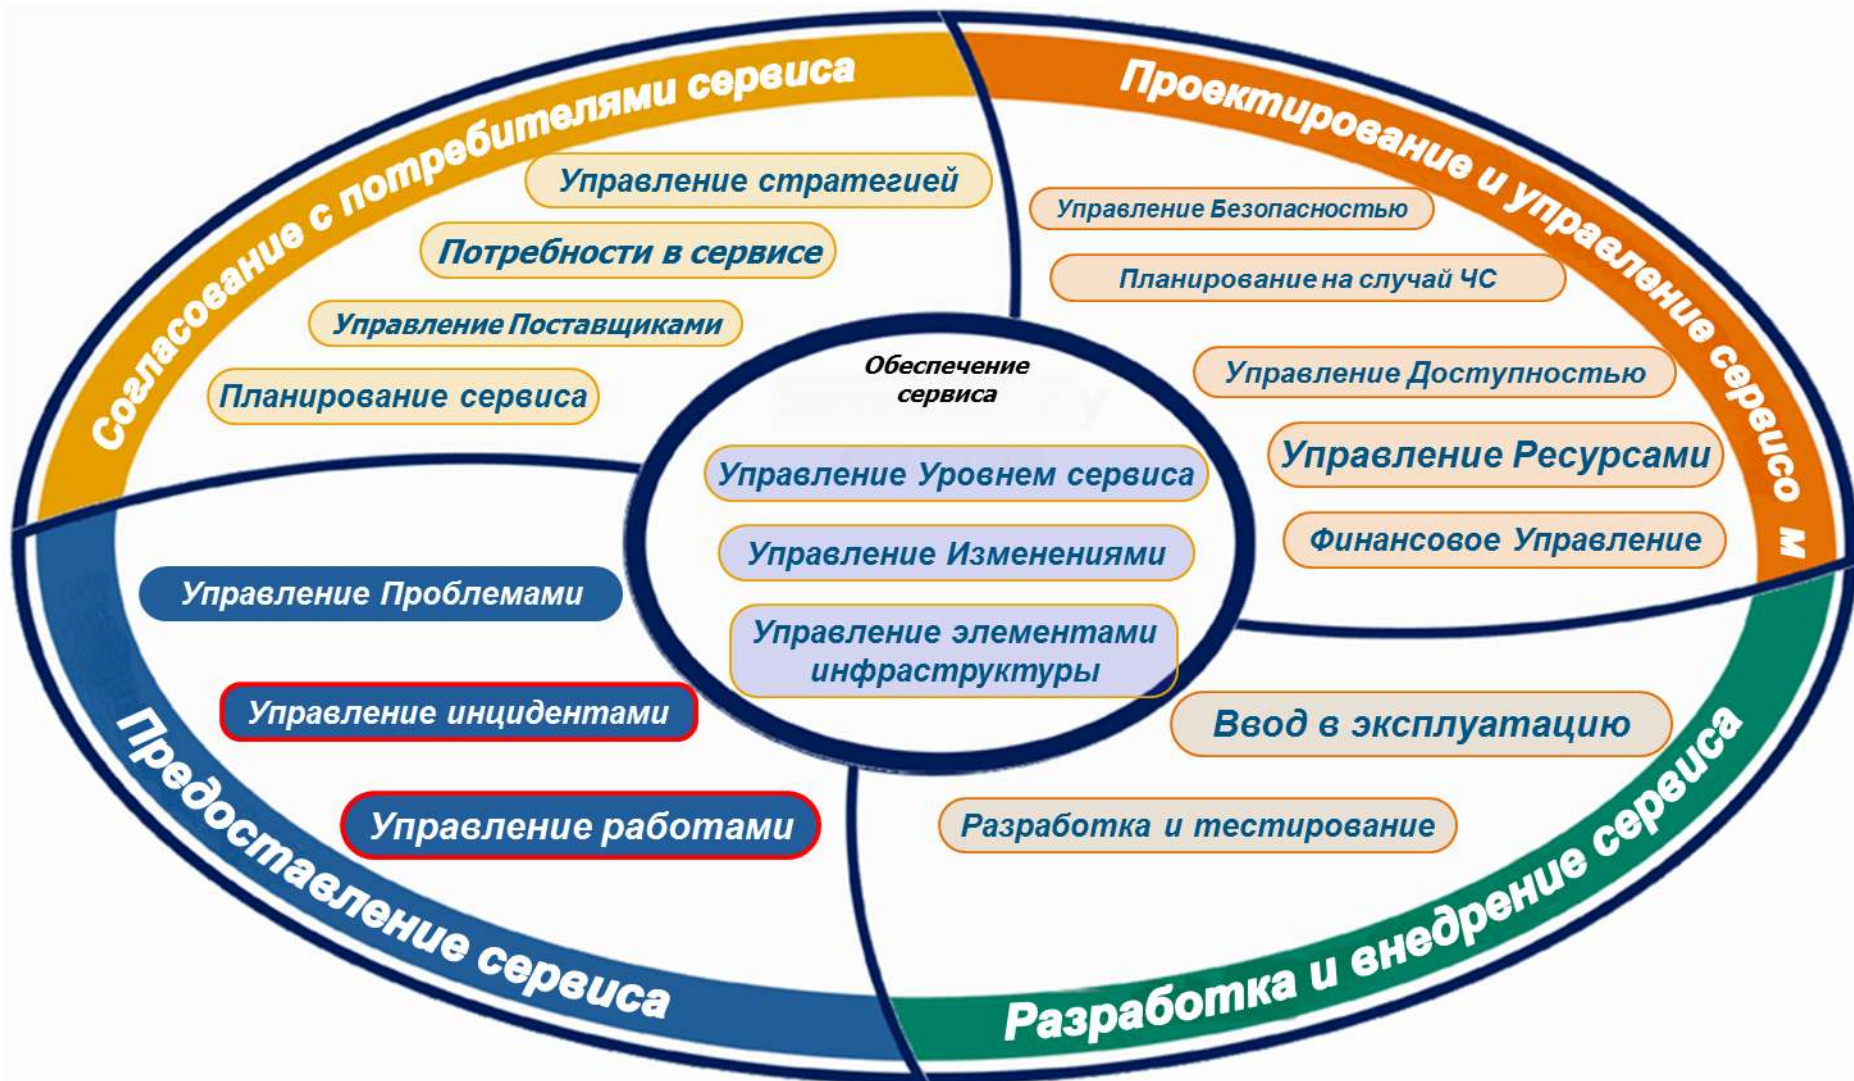 Согласование с потребителями сервиса
Управление стратегией
Потребности в сервисе
Управление Поставщиками
Планирование сервиса
Проектирование и управление сервисо м
Управление Безопасностью
Планирование на случай ЧС
Управление Доступностью
Управление Ресурсами
Финансовое Управление
Обеспечение
сервиса
Управление Уровнем сервиса
Управление Изменениями
Управление элементами
инфраструктуры
Управление Проблемами
Управление инцидентами
Управление работами
Предоставление сервиса
Ввод в эксплуатацию
Разработка и тестирование
Разработка и внедрение сервиса